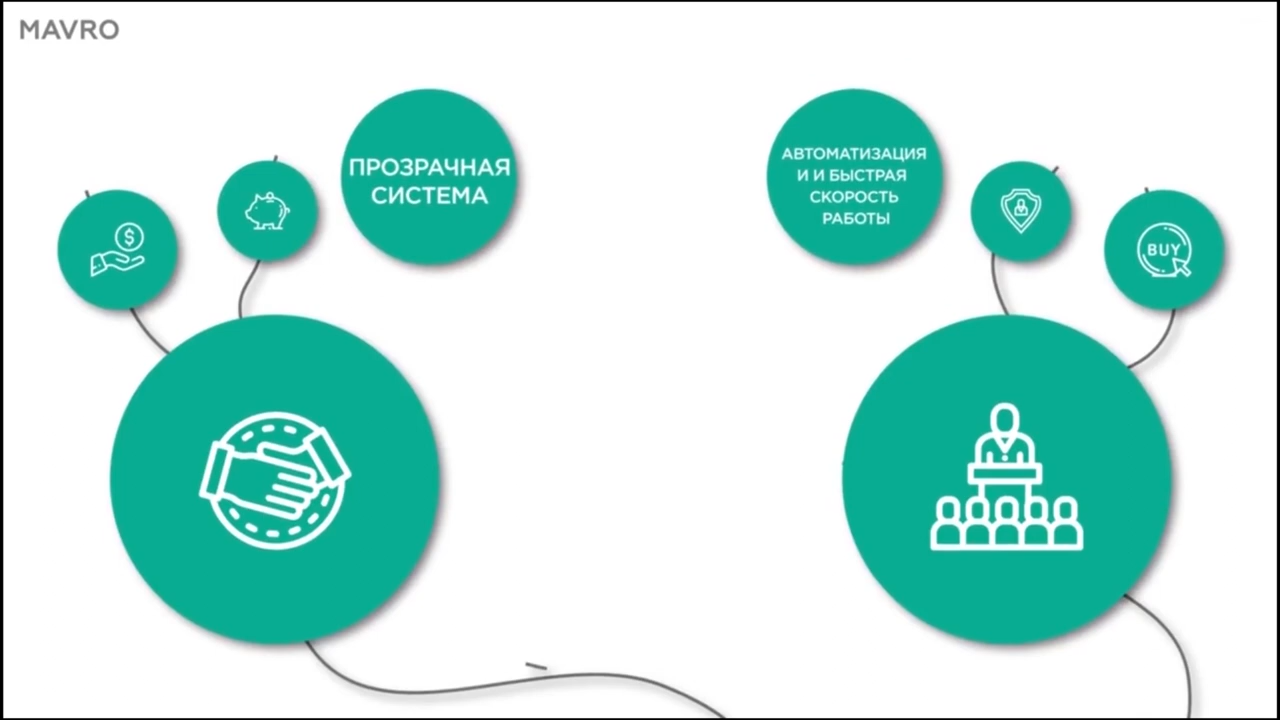 MAVRO
ПРОЗРАЧНАЯ
СИСТЕМА
АВТОМАТИЗАЦИЯ
И И БЫСТРАЯ
СКОРОСТЬ
РАБОТЫ
$
BUY